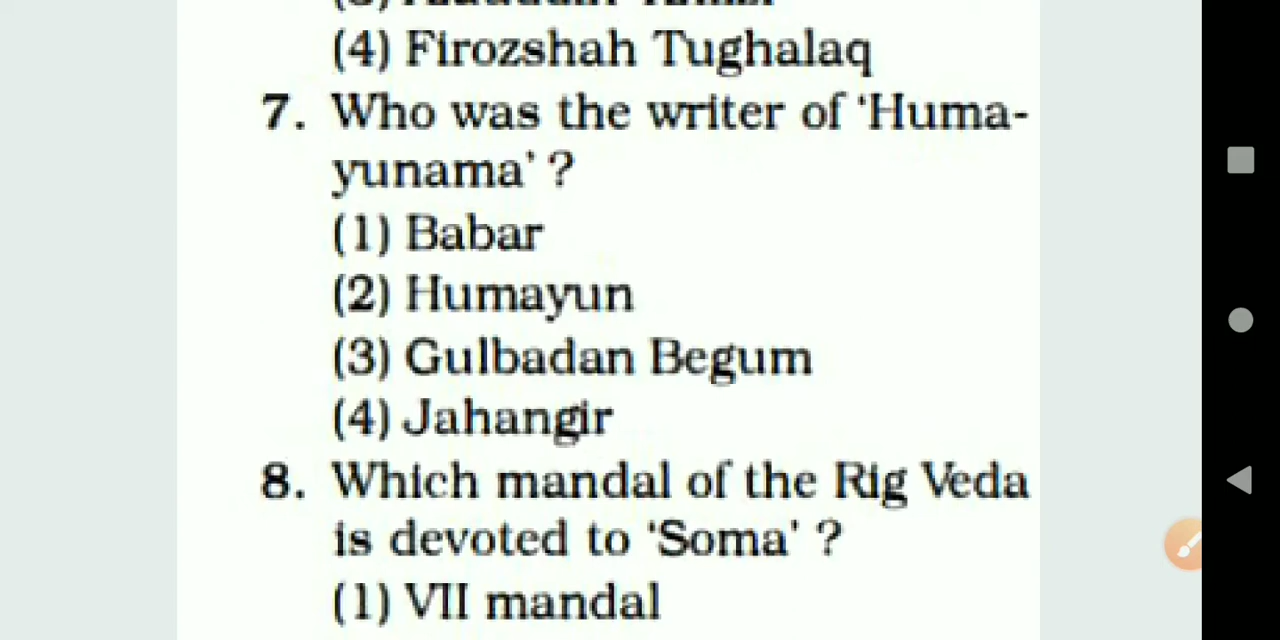 (4) Firozshah Tughalaq
7. Who was the writer of ‘Huma-
yunama’ ?
(1) Babar
(2) Humayun
(3) Gulbadan Begum
(4) Jahangir
8. Which mandal of the Rig Veda
is devoted to ‘Soma’ ?
(1) VII mandal